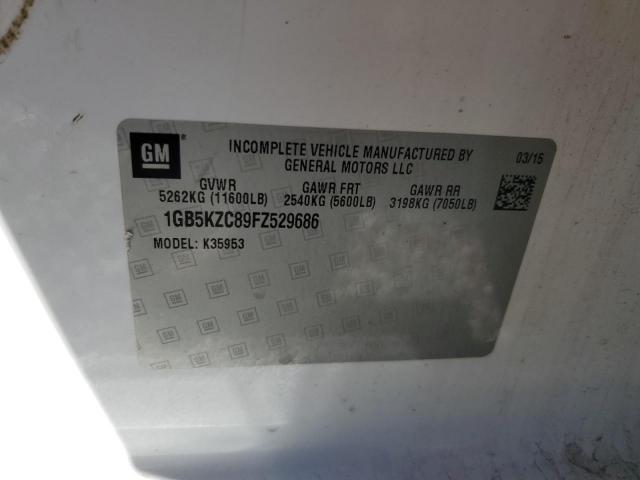 GM ®
INCOMPLETE VEHICLE MANUFACTURED BY
GENERAL MOTORS LLC
03/15
GVWR GAWR FRT GAWR RR
5262KG (11600LB) 2540KG (5600LB) 3198KG (7050LB)
1GB5KZC89FZ529686
MODEL: K35953